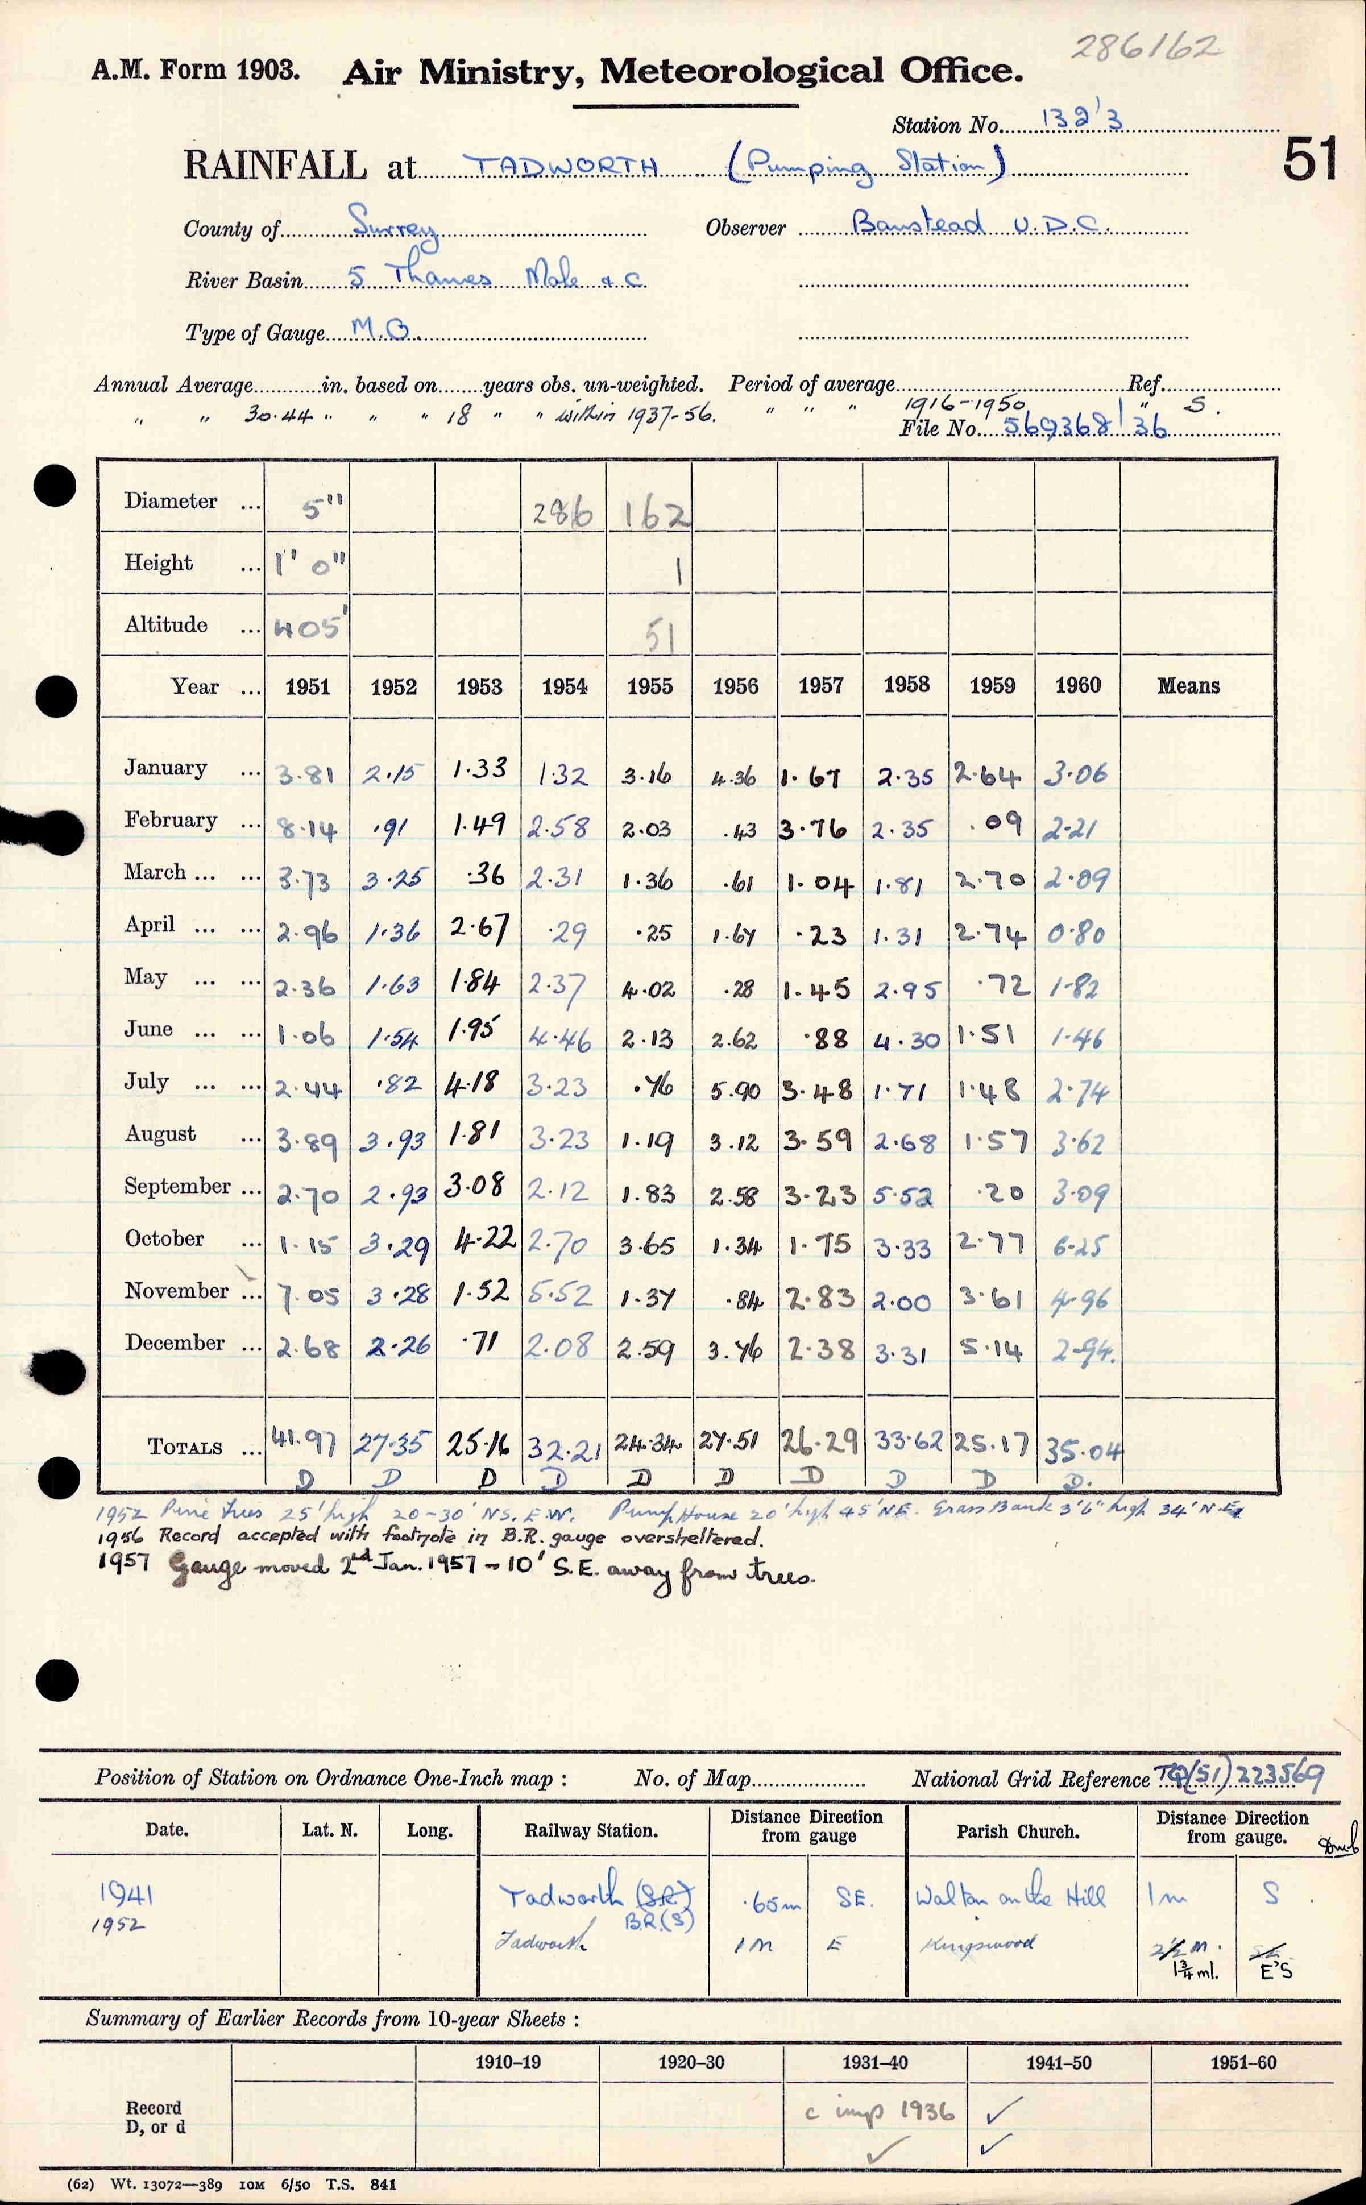 286162
A.M. Form 1903. Air Ministry, Meteorological Office.
Station No. 132'3
51
RAINFALL at TADWORTH (Pumping Station)
County of Surrey Observer Banstead U.D.C.
River Basin 5 Thames Mole & C
Type of Gauge M.O.
Annual Average in. based on years obs. un-weighted. Period of average Ref.
" " 30.44 " " " 18 " " within 1937-56. " " " 1916-1950 " S.
File No. 569368/36
Diameter ... 5" 286 162
Height ... 1' 0" 1
Altitude ... 405' 51
Year ... 1951 1952 1953 1954 1955 1956 1957 1958 1959 1960 Means
January ... 3.81 2.15 1.33 1.32 3.16 4.36 1.67 2.35 2.64 3.06
February ... 8.14 .91 1.49 2.58 2.03 .43 3.76 2.35 .09 2.21
March ... ... 3.73 3.25 .36 2.31 1.36 .61 1.04 1.81 2.70 2.09
April ... ... 2.96 1.36 2.67 .29 .25 1.67 .23 1.31 2.74 0.80
May ... ... 2.36 1.63 1.84 2.37 4.02 .28 1.45 2.95 .72 1.82
June ... ... 1.06 1.54 1.95 4.46 2.13 2.62 .88 4.30 1.51 1.46
July ... ... 2.44 .82 4.18 3.23 .76 5.90 3.48 1.71 1.48 2.74
August ... 3.89 3.93 1.81 3.23 1.19 3.12 3.59 2.68 1.57 3.62
September ... 2.70 2.93 3.08 2.12 1.83 2.58 3.23 5.52 .20 3.09
October ... 1.15 3.29 4.22 2.70 3.65 1.34 1.75 3.33 2.77 6.25
November ... 7.05 3.28 1.52 5.52 1.37 .84 2.83 2.00 3.61 4.96
December ... 2.68 2.26 .71 2.08 2.59 3.76 2.38 3.31 5.14 2.94.
TOTALS ... 41.97 27.35 25.16 32.21 24.34 27.51 26.29 33.62 25.17 35.04
D D D D D D D D D D.
1952 Pine trees 25' high 20-30' N S. E W. Pump House 20' high 45' NE. Grass Bank 3'6" high 34' N.E.
1956 Record accepted with footnote in B.R. gauge oversheltered.
1957 Gauge moved 2nd Jan. 1957 - 10' S.E. away from trees.
Position of Station on Ordnance One-Inch map : No. of Map National Grid Reference TQ(51)223569
Date. Lat. N. Long. Railway Station. Distance from gauge Direction Parish Church. Distance from gauge. Direction
1941 Tadworth (S.R) .65m SE. Walton on the Hill 1m S.
B.R.(S)
1952 Tadworth 1 M E Kingswood 2½ m. SE.
1¾ ml. E'S
Summary of Earlier Records from 10-year Sheets :
1910–19 1920–30 1931–40 1941–50 1951–60
Record D, or d c imp 1936 ✓
✓ ✓
(62) Wt. 13072—389 10M 6/50 T.S. 841